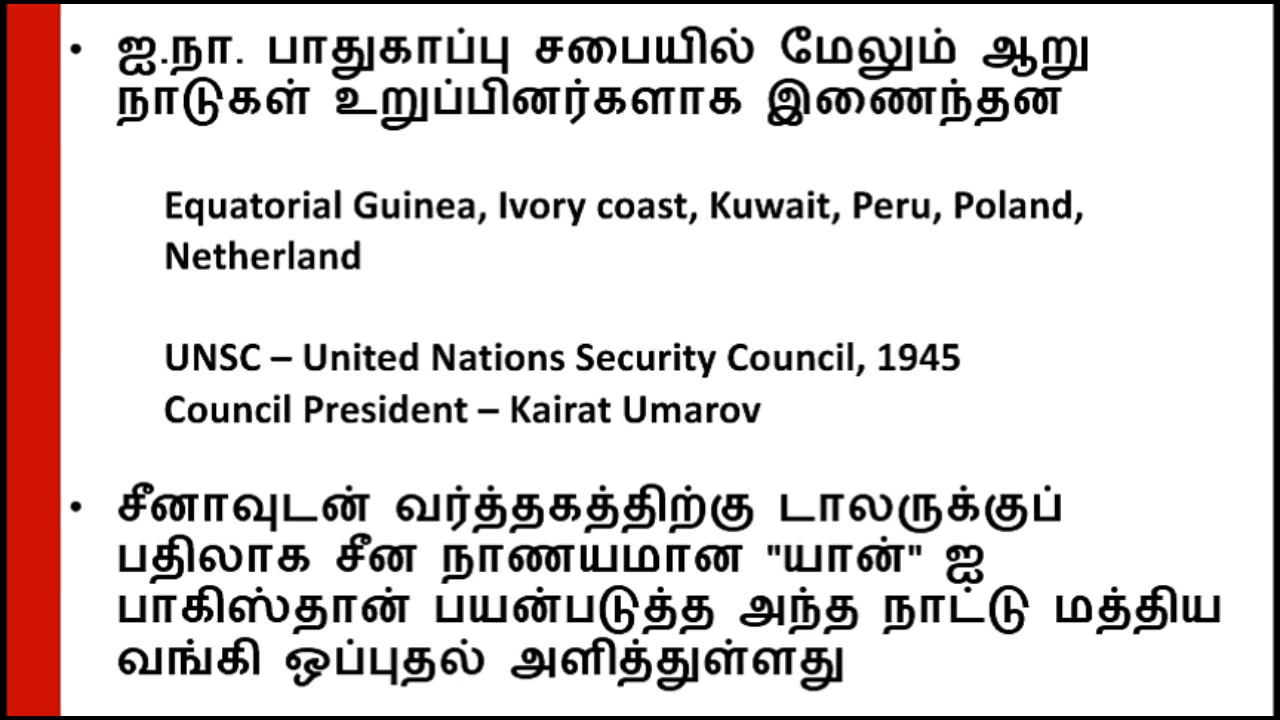 • ஐ.நா. பாதுகாப்பு சபையில் மேலும் ஆறு
நாடுகள் உறுப்பினர்களாக இணைந்தன
Equatorial Guinea, Ivory coast, Kuwait, Peru, Poland,
Netherland
UNSC – United Nations Security Council, 1945
Council President – Kairat Umarov
• சீனாவுடன் வர்த்தகத்திற்கு டாலருக்குப்
பதிலாக சீன நாணயமான "யான்" ஐ
பாகிஸ்தான் பயன்படுத்த அந்த நாட்டு மத்திய
வங்கி ஒப்புதல் அளித்துள்ளது